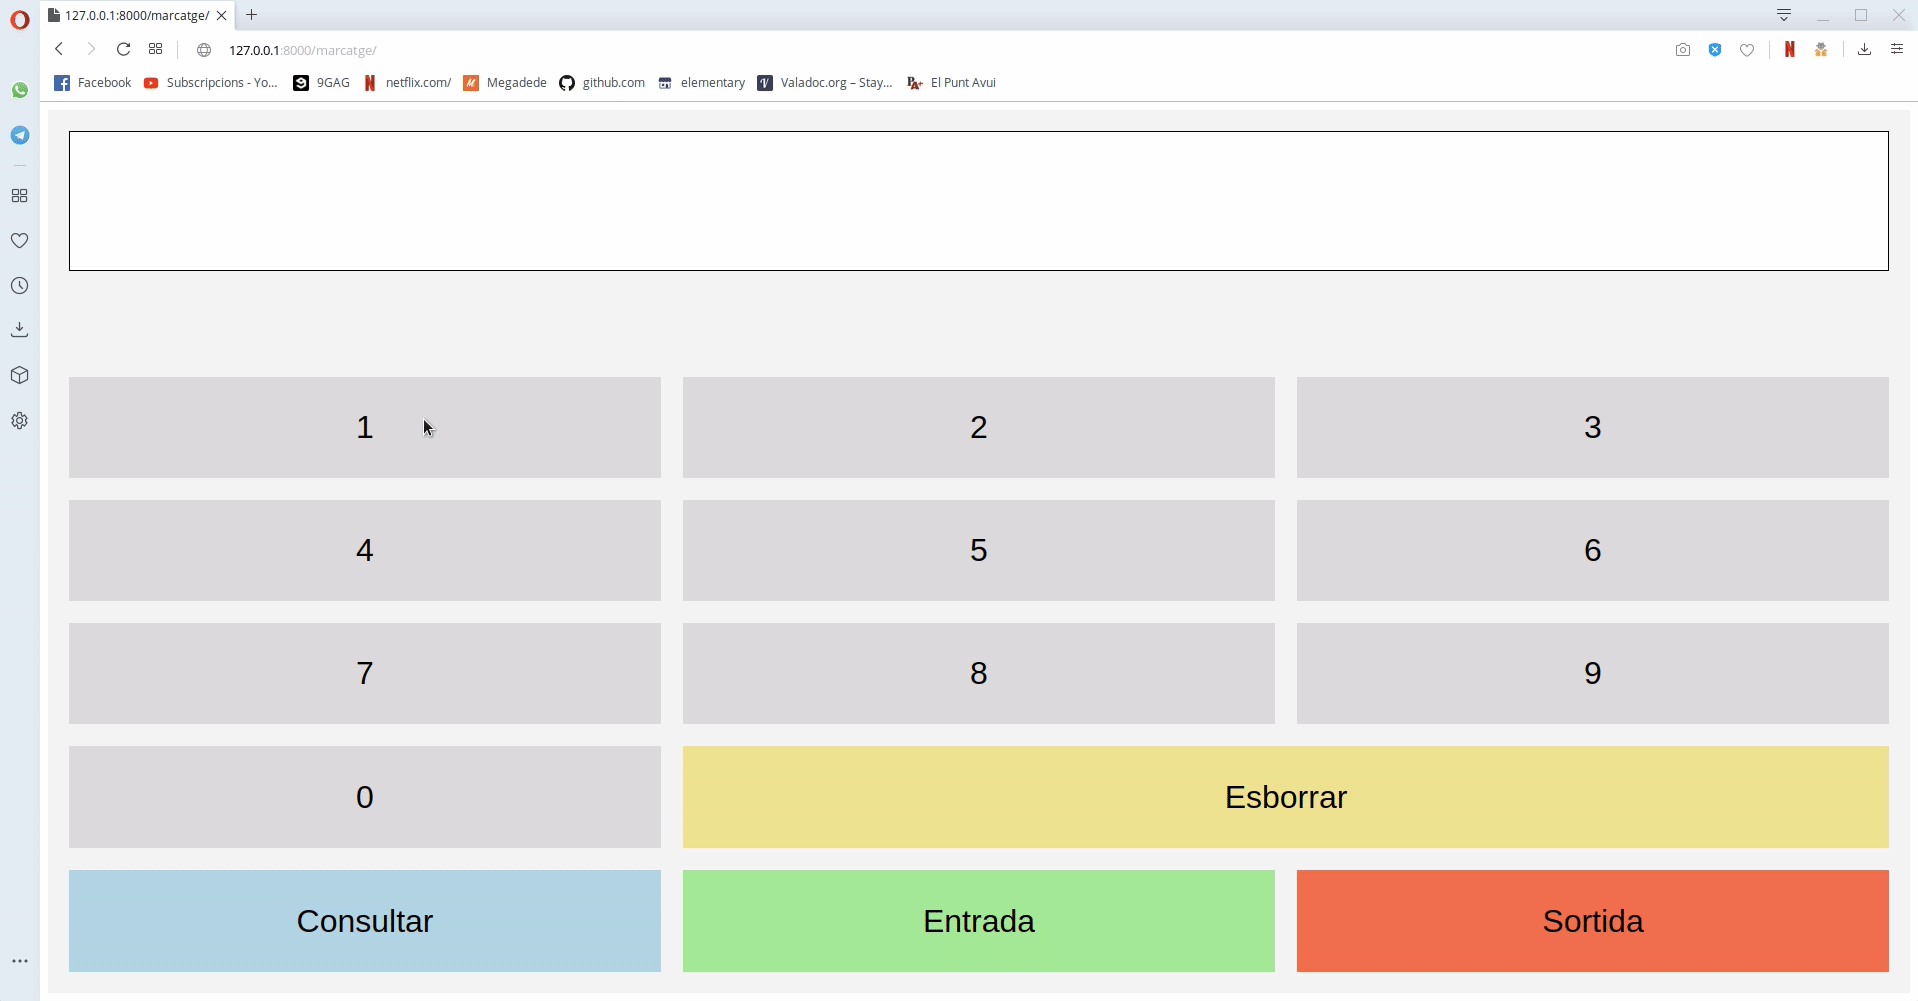 127.0.0.1:8000/marcatge/
127.0.0.1:8000/marcatge/
Facebook Subscripcions - Yo... 9GAG netflix.com/ Megadede github.com elementary Valadoc.org – Stay... El Punt Avui
1 2 3
4 5 6
7 8 9
0 Esborrar
Consultar Entrada Sortida